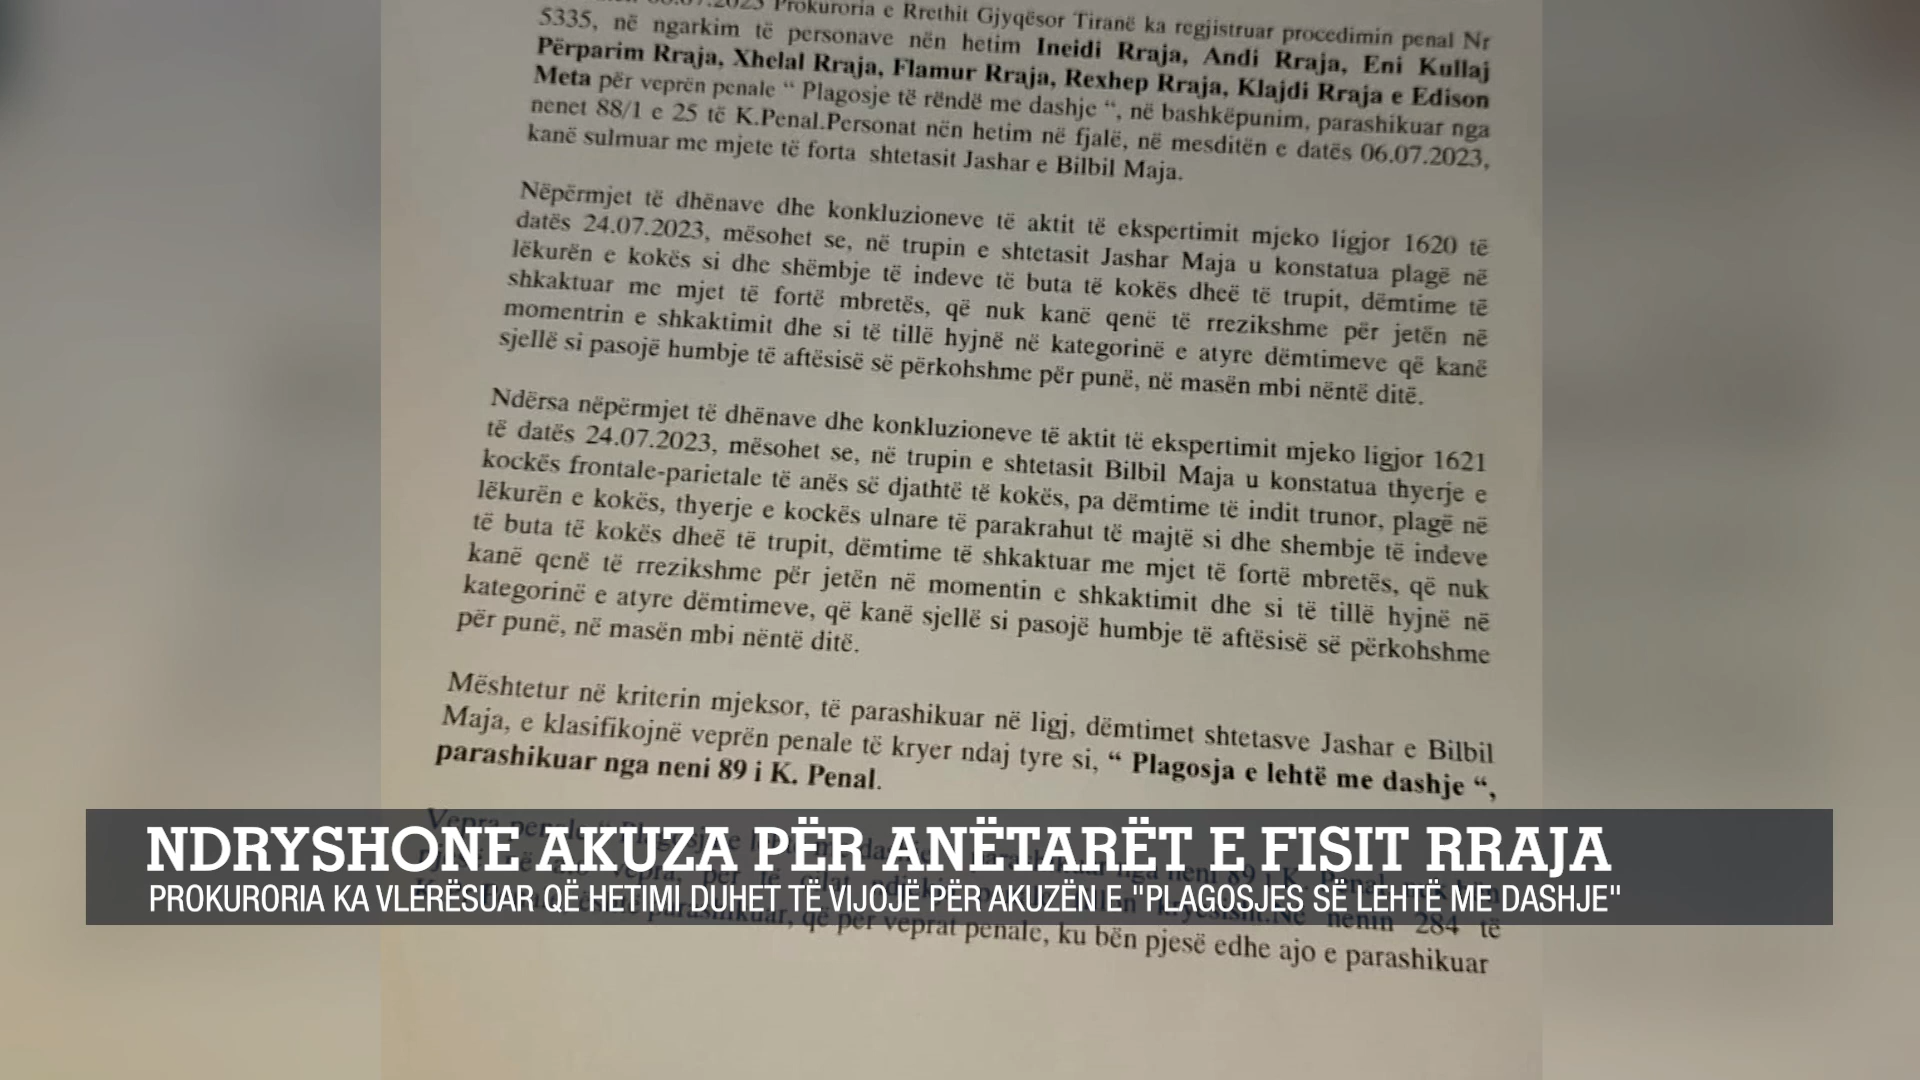 Prokuroria e Rrethit Gjyqësor Tiranë ka regjistruar procedimin penal Nr
5335, në ngarkim të personave nën hetim Ineidi Rraja, Andi Rraja, Eni Kullaj
Përparim Rraja, Xhelal Rraja, Flamur Rraja, Rexhep Rraja, Klajdi Rraja e Edison
Meta për veprën penale “ Plagosje të rëndë me dashje “, në bashkëpunim, parashikuar nga
nenet 88/1 e 25 të K.Penal.Personat nën hetim në fjalë, në mesditën e datës 06.07.2023,
kanë sulmuar me mjete të forta shtetasit Jashar e Bilbil Maja.
Nëpërmjet të dhënave dhe konkluzioneve të aktit të ekspertimit mjeko ligjor 1620 të
datës 24.07.2023, mësohet se, në trupin e shtetasit Jashar Maja u konstatua plagë në
lëkurën e kokës si dhe shëmbje të indeve të buta të kokës dheë të trupit, dëmtime të
shkaktuar me mjet të fortë mbretës, që nuk kanë qenë të rrezikshme për jetën në
momentrin e shkaktimit dhe si të tillë hyjnë në kategorinë e atyre dëmtimeve që kanë
sjellë si pasojë humbje të aftësisë së përkohshme për punë, në masën mbi nëntë ditë.
Ndërsa nëpërmjet të dhënave dhe konkluzioneve të aktit të ekspertimit mjeko ligjor 1621
të datës 24.07.2023, mësohet se, në trupin e shtetasit Bilbil Maja u konstatua thyerje e
kockës frontale-parietale të anës së djathtë të kokës, pa dëmtime të indit trunor, plagë në
lëkurën e kokës, thyerje e kockës ulnare të parakrahut të majtë si dhe shembje të indeve
të buta të kokës dheë të trupit, dëmtime të shkaktuar me mjet të fortë mbretës, që nuk
kanë qenë të rrezikshme për jetën në momentin e shkaktimit dhe si të tillë hyjnë në
kategorinë e atyre dëmtimeve, që kanë sjellë si pasojë humbje të aftësisë së përkohshme
për punë, në masën mbi nëntë ditë.
Mështetur në kriterin mjeksor, të parashikuar në ligj, dëmtimet shtetasve Jashar e Bilbil
Maja, e klasifikojnë veprën penale të kryer ndaj tyre si, “ Plagosja e lehtë me dashje “,
parashikuar nga neni 89 i K. Penal.
NDRYSHONE AKUZA PËR ANËTARËT E FISIT RRAJA
PROKURORIA KA VLERËSUAR QË HETIMI DUHET TË VIJOJË PËR AKUZËN E "PLAGOSJES SË LEHTË ME DASHJE"
nenin 284 të
parashikuar, që për veprat penale, ku bën pjesë edhe ajo e parashikuar